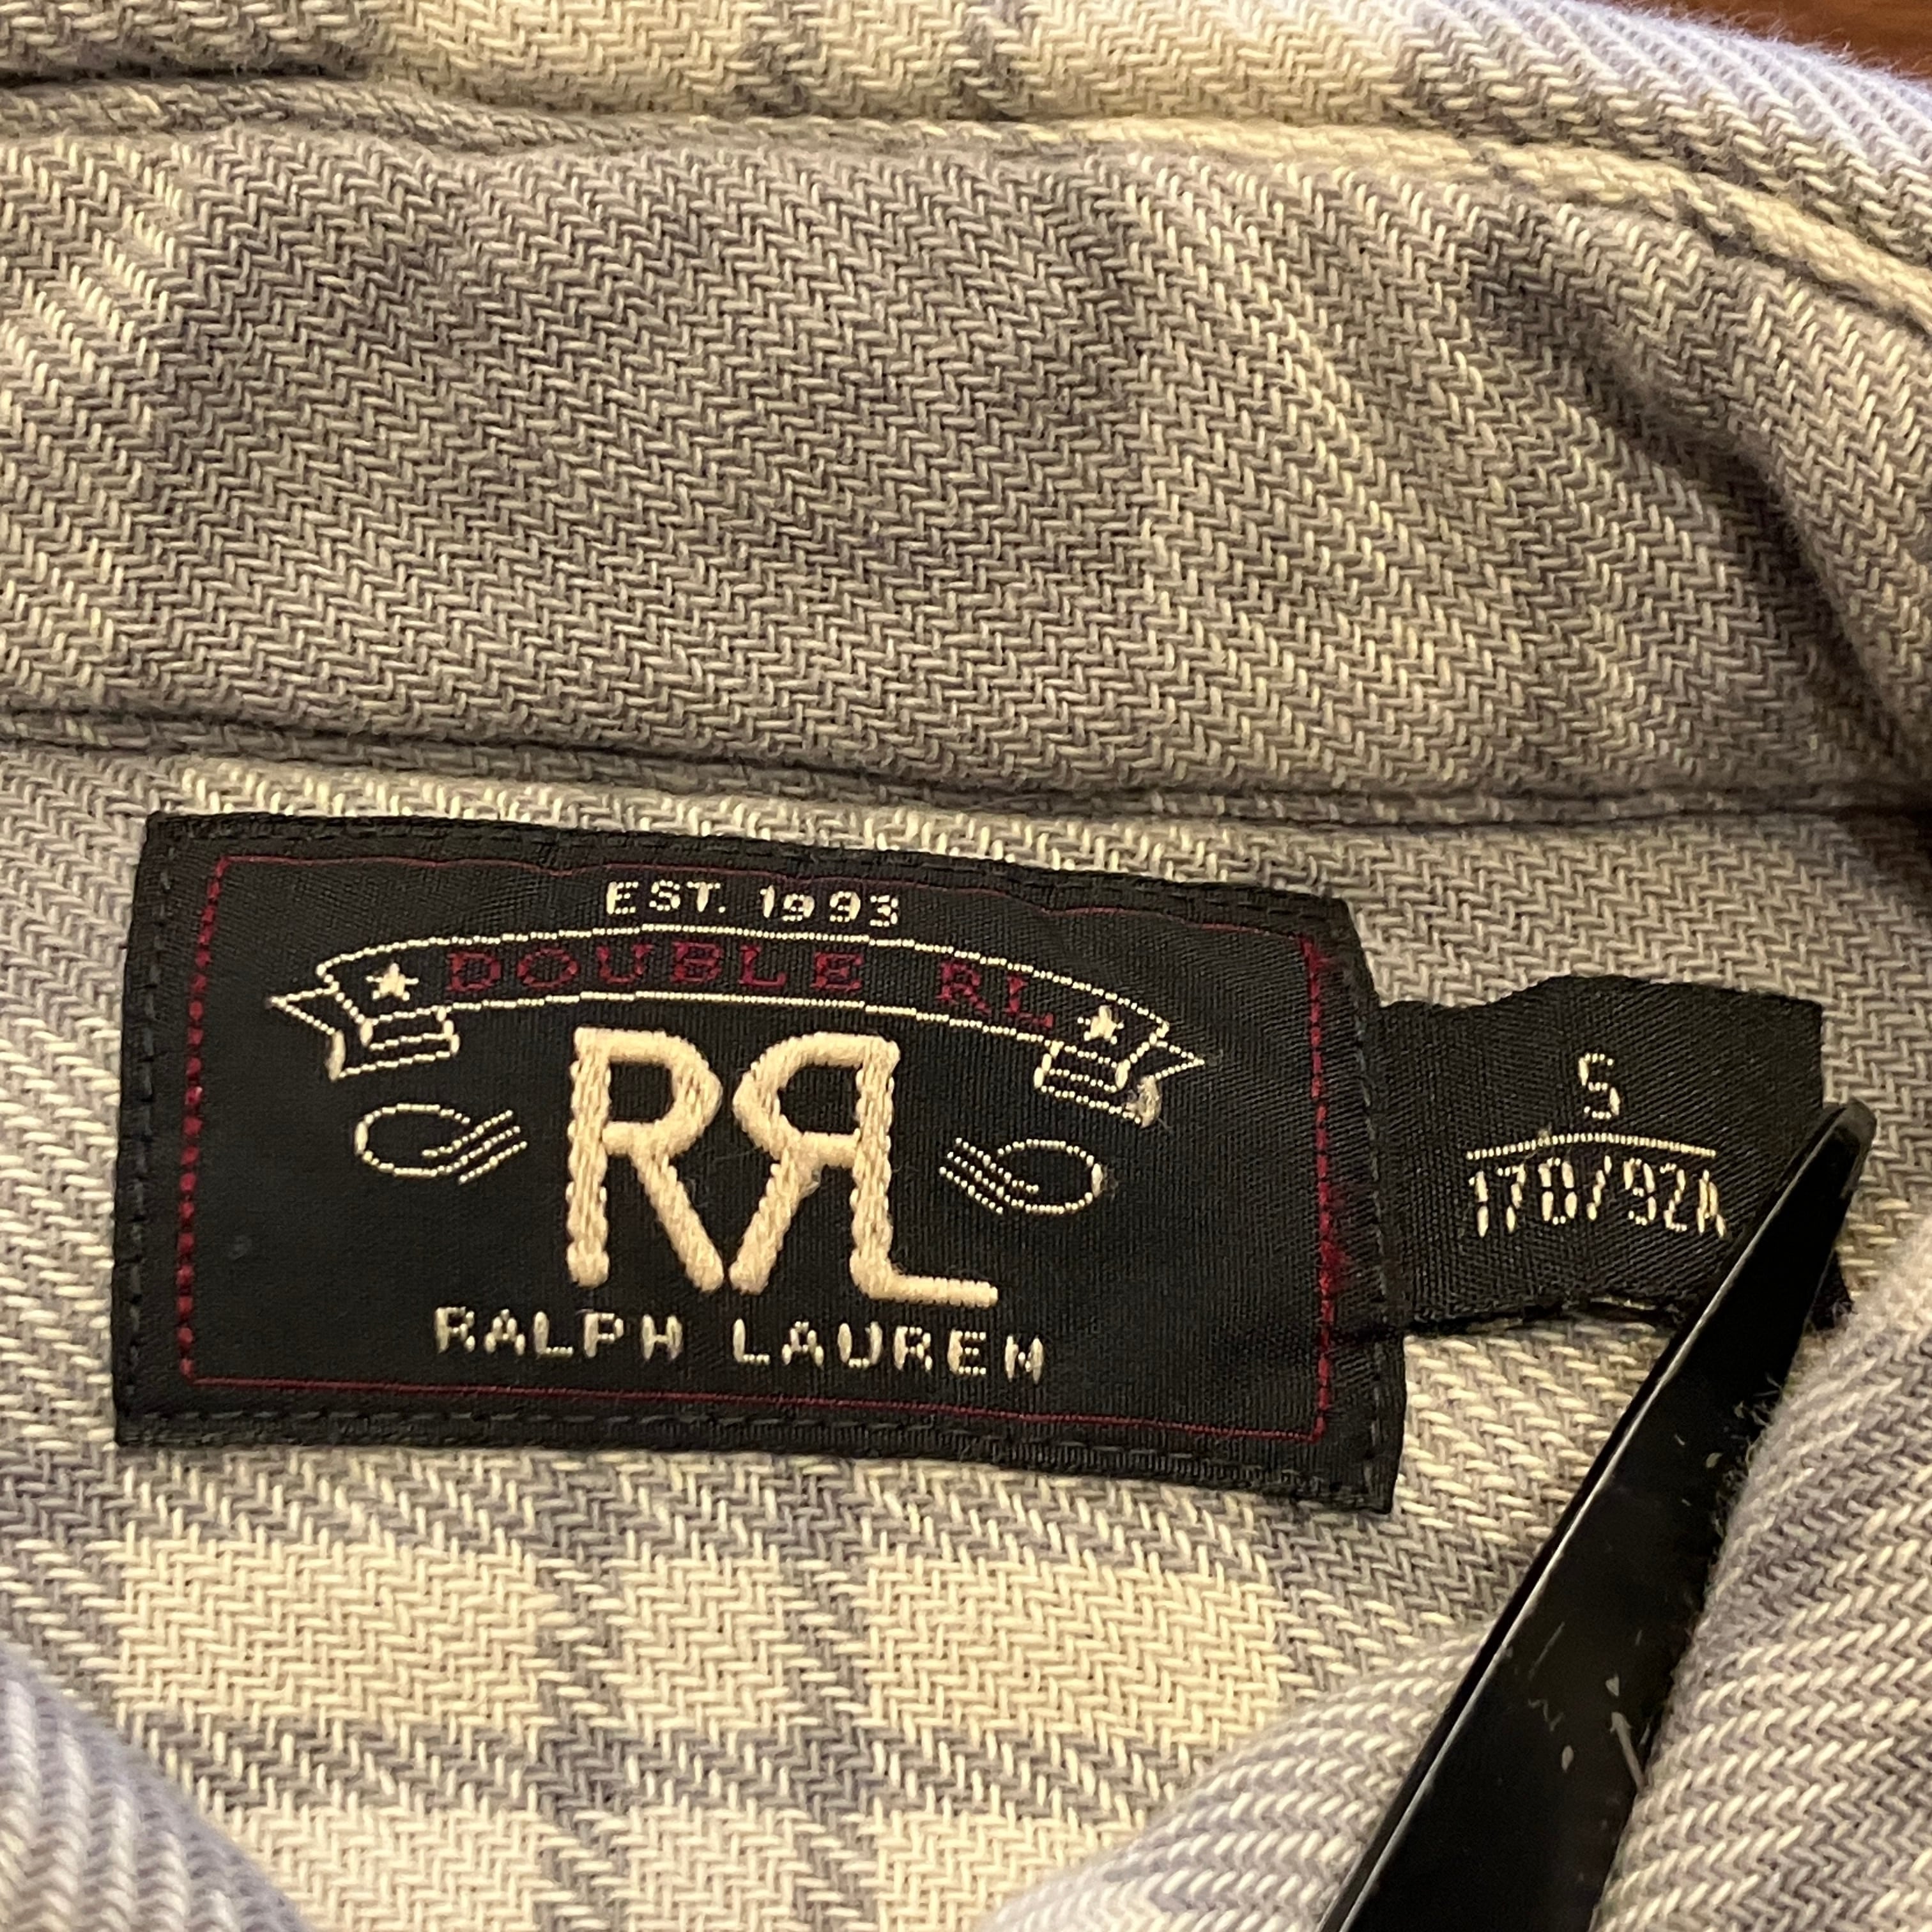 EST. 1993
DOUBLE RL
RRL
RALPH LAUREN
S
170/92A